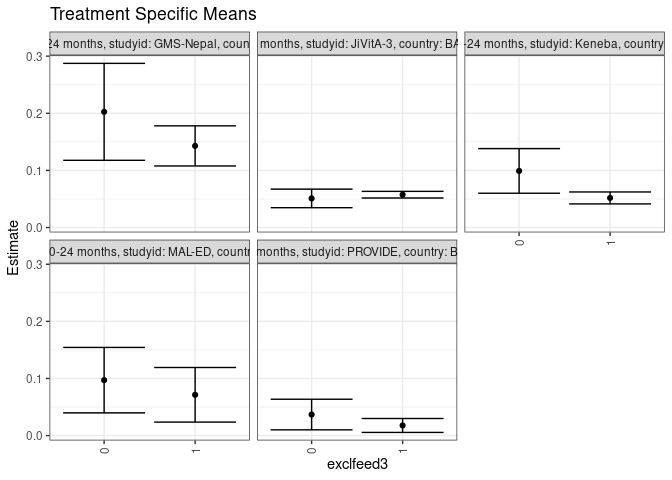 Treatment Specific Means
24 months, studyid: GMS-Nepal, coun
months, studyid: JiVitA-3, country: BA
-24 months, studyid: Keneba, country
0.3
0.2
0.1
0.0
0
1
0-24 months, studyid: MAL-ED, countr
months, studyid: PROVIDE, country: B
0.3
0.2
0.1
0.0
0
1
0
1
Estimate
exclfeed3